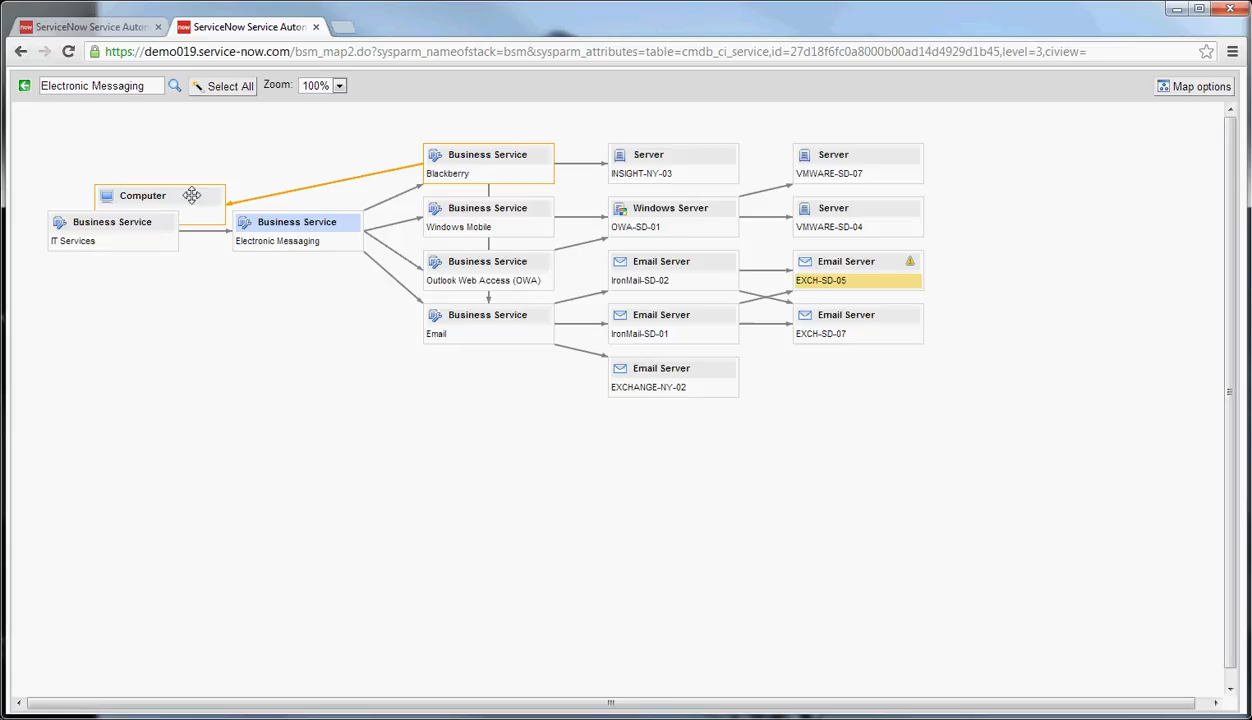 ServiceNow Service Autor
ServiceNow Service Autor
https://demo019.service-now.com/bsm_map2.do?sysparm_nameofstack=bsm&sysparm_attributes=table=cmdb_ci_service,id=27d18f6fc0a8000b00ad14d4929d1b45,level=3,ciview=
Electronic Messaging
Select All
Zoom:
100%
Map options
Computer
Business Service
IT Services
Business Service
Electronic Messaging
Business Service
Blackberry
Business Service
Windows Mobile
Business Service
Outlook Web Access (OWA)
Business Service
Email
Server
INSIGHT-NY-03
Windows Server
OWA-SD-01
Email Server
IronMail-SD-02
Email Server
IronMail-SD-01
Email Server
EXCHANGE-NY-02
Server
VMWARE-SD-07
Server
VMWARE-SD-04
Email Server
EXCH-SD-05
Email Server
EXCH-SD-07